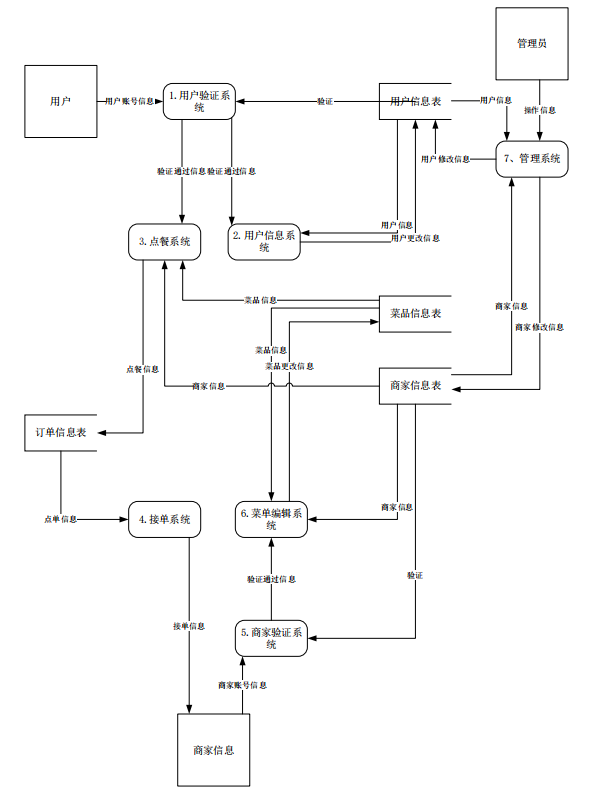 管理员
用户
用户账号信息
1.用户验证系
统
验证
用户信息表
用户信息
操作信息
用户修改信息
7、管理系统
验证通过信息
验证通过信息
3.点餐系统
2.用户信息系
统
用户信息
用户更改信息
菜品信息
菜品信息表
商家信息
商家修改信息
菜品信息
菜品更改信息
点餐信息
商家信息
商家信息表
订单信息表
点单信息
4.接单系统
6.菜单编辑系
统
商家信息
验证通过信息
验证
接单信息
5.商家验证系
统
商家账号信息
商家信息